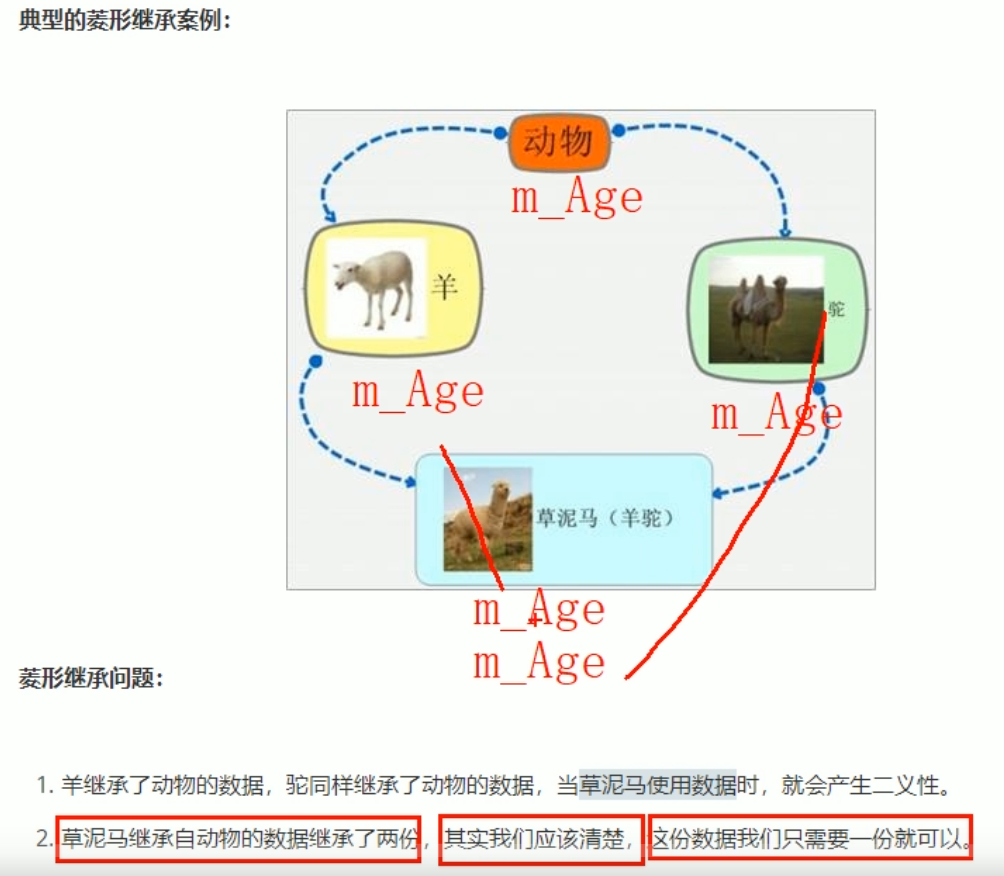 典型的菱形继承案例：
动物
m_Age
羊
驼
m_Age
m_Age
草泥马（羊驼）
m_Age
m_Age
菱形继承问题：
1. 羊继承了动物的数据，驼同样继承了动物的数据，当草泥马使用数据时，就会产生二义性。
2. 草泥马继承自动物的数据继承了两份，其实我们应该清楚，这份数据我们只需要一份就可以。